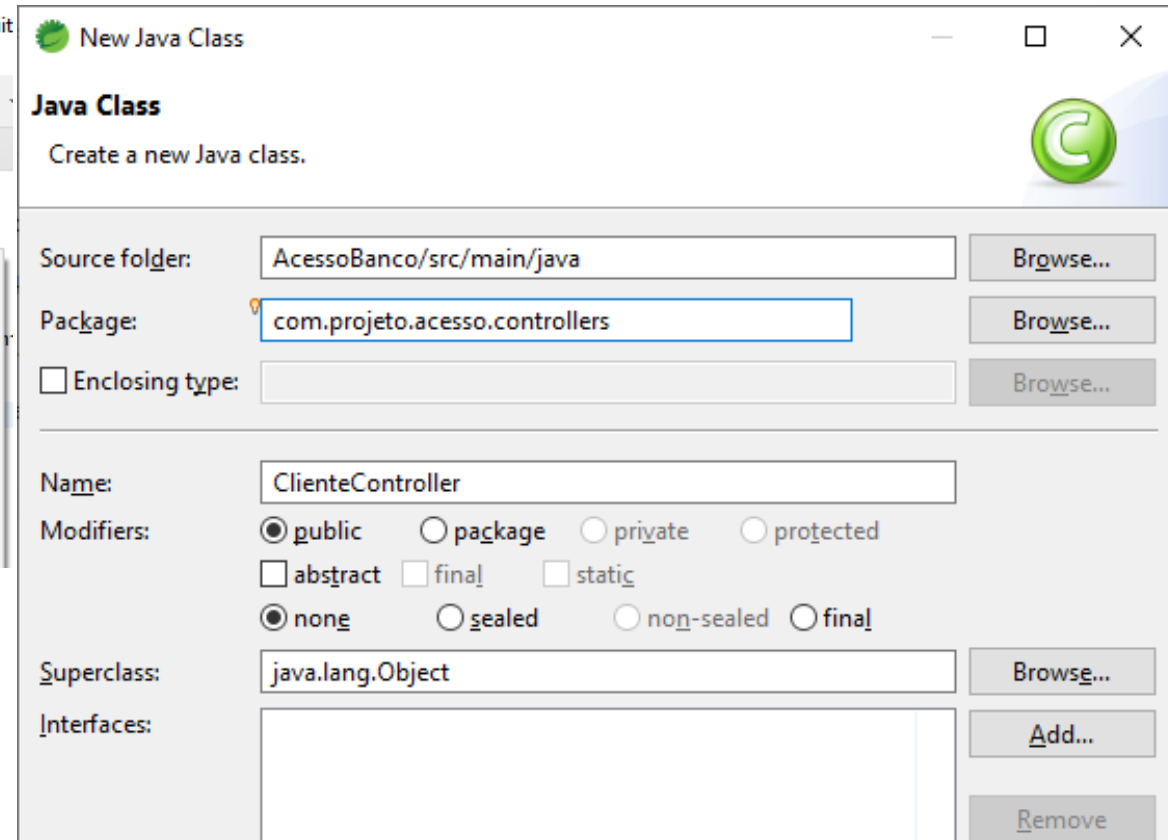 it
New Java Class
Java Class
Create a new Java class.
Source folder: AcessoBanco/src/main/java Browse...
Package: com.projeto.acesso.controllers Browse...
Enclosing type: Browse...
Name: ClienteController
Modifiers: public package private protected
abstract final static
none sealed non-sealed final
Superclass: java.lang.Object Browse...
Interfaces: Add...
Remove